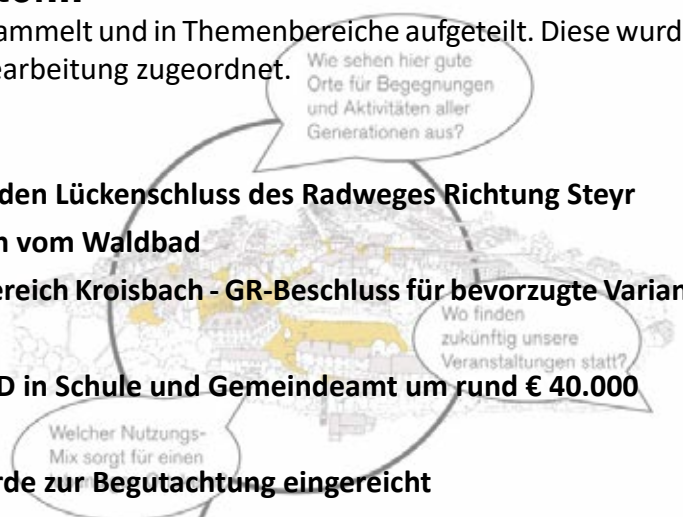 ammelt und in Themenbereiche aufgeteilt. Diese wurd
earbeitung zugeordnet.
Wie sehen hier gute
Orte für Begegnungen
und Aktivitäten aller
Generationen aus?
den Lückenschluss des Radweges Richtung Steyr
vom Waldbad
ereich Kroisbach - GR-Beschluss für bevorzugte Varian
Wo finden
zukünftig unsere
Veranstaltungen statt?
D in Schule und Gemeindeamt um rund € 40.000
Welcher Nutzungs-
Mix sorgt für einen
rde zur Begutachtung eingereicht